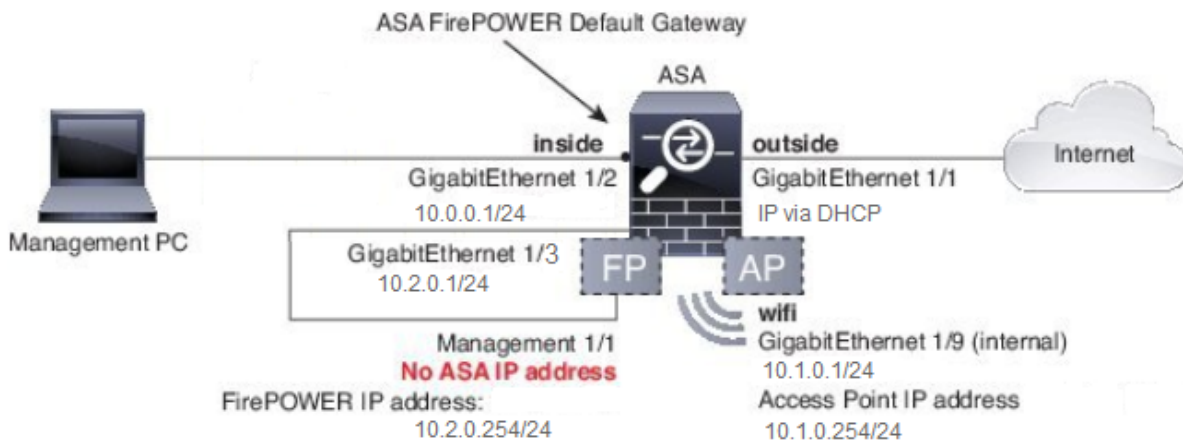 ASA FirePOWER Default Gateway
ASA
inside
outside
GigabitEthernet 1/2
GigabitEthernet 1/1
10.0.0.1/24
IP via DHCP
Internet
Management PC
GigabitEthernet 1/3
10.2.0.1/24
FP
AP
wifi
Management 1/1
GigabitEthernet 1/9 (internal)
No ASA IP address
10.1.0.1/24
FirePOWER IP address:
Access Point IP address
10.2.0.254/24
10.1.0.254/24